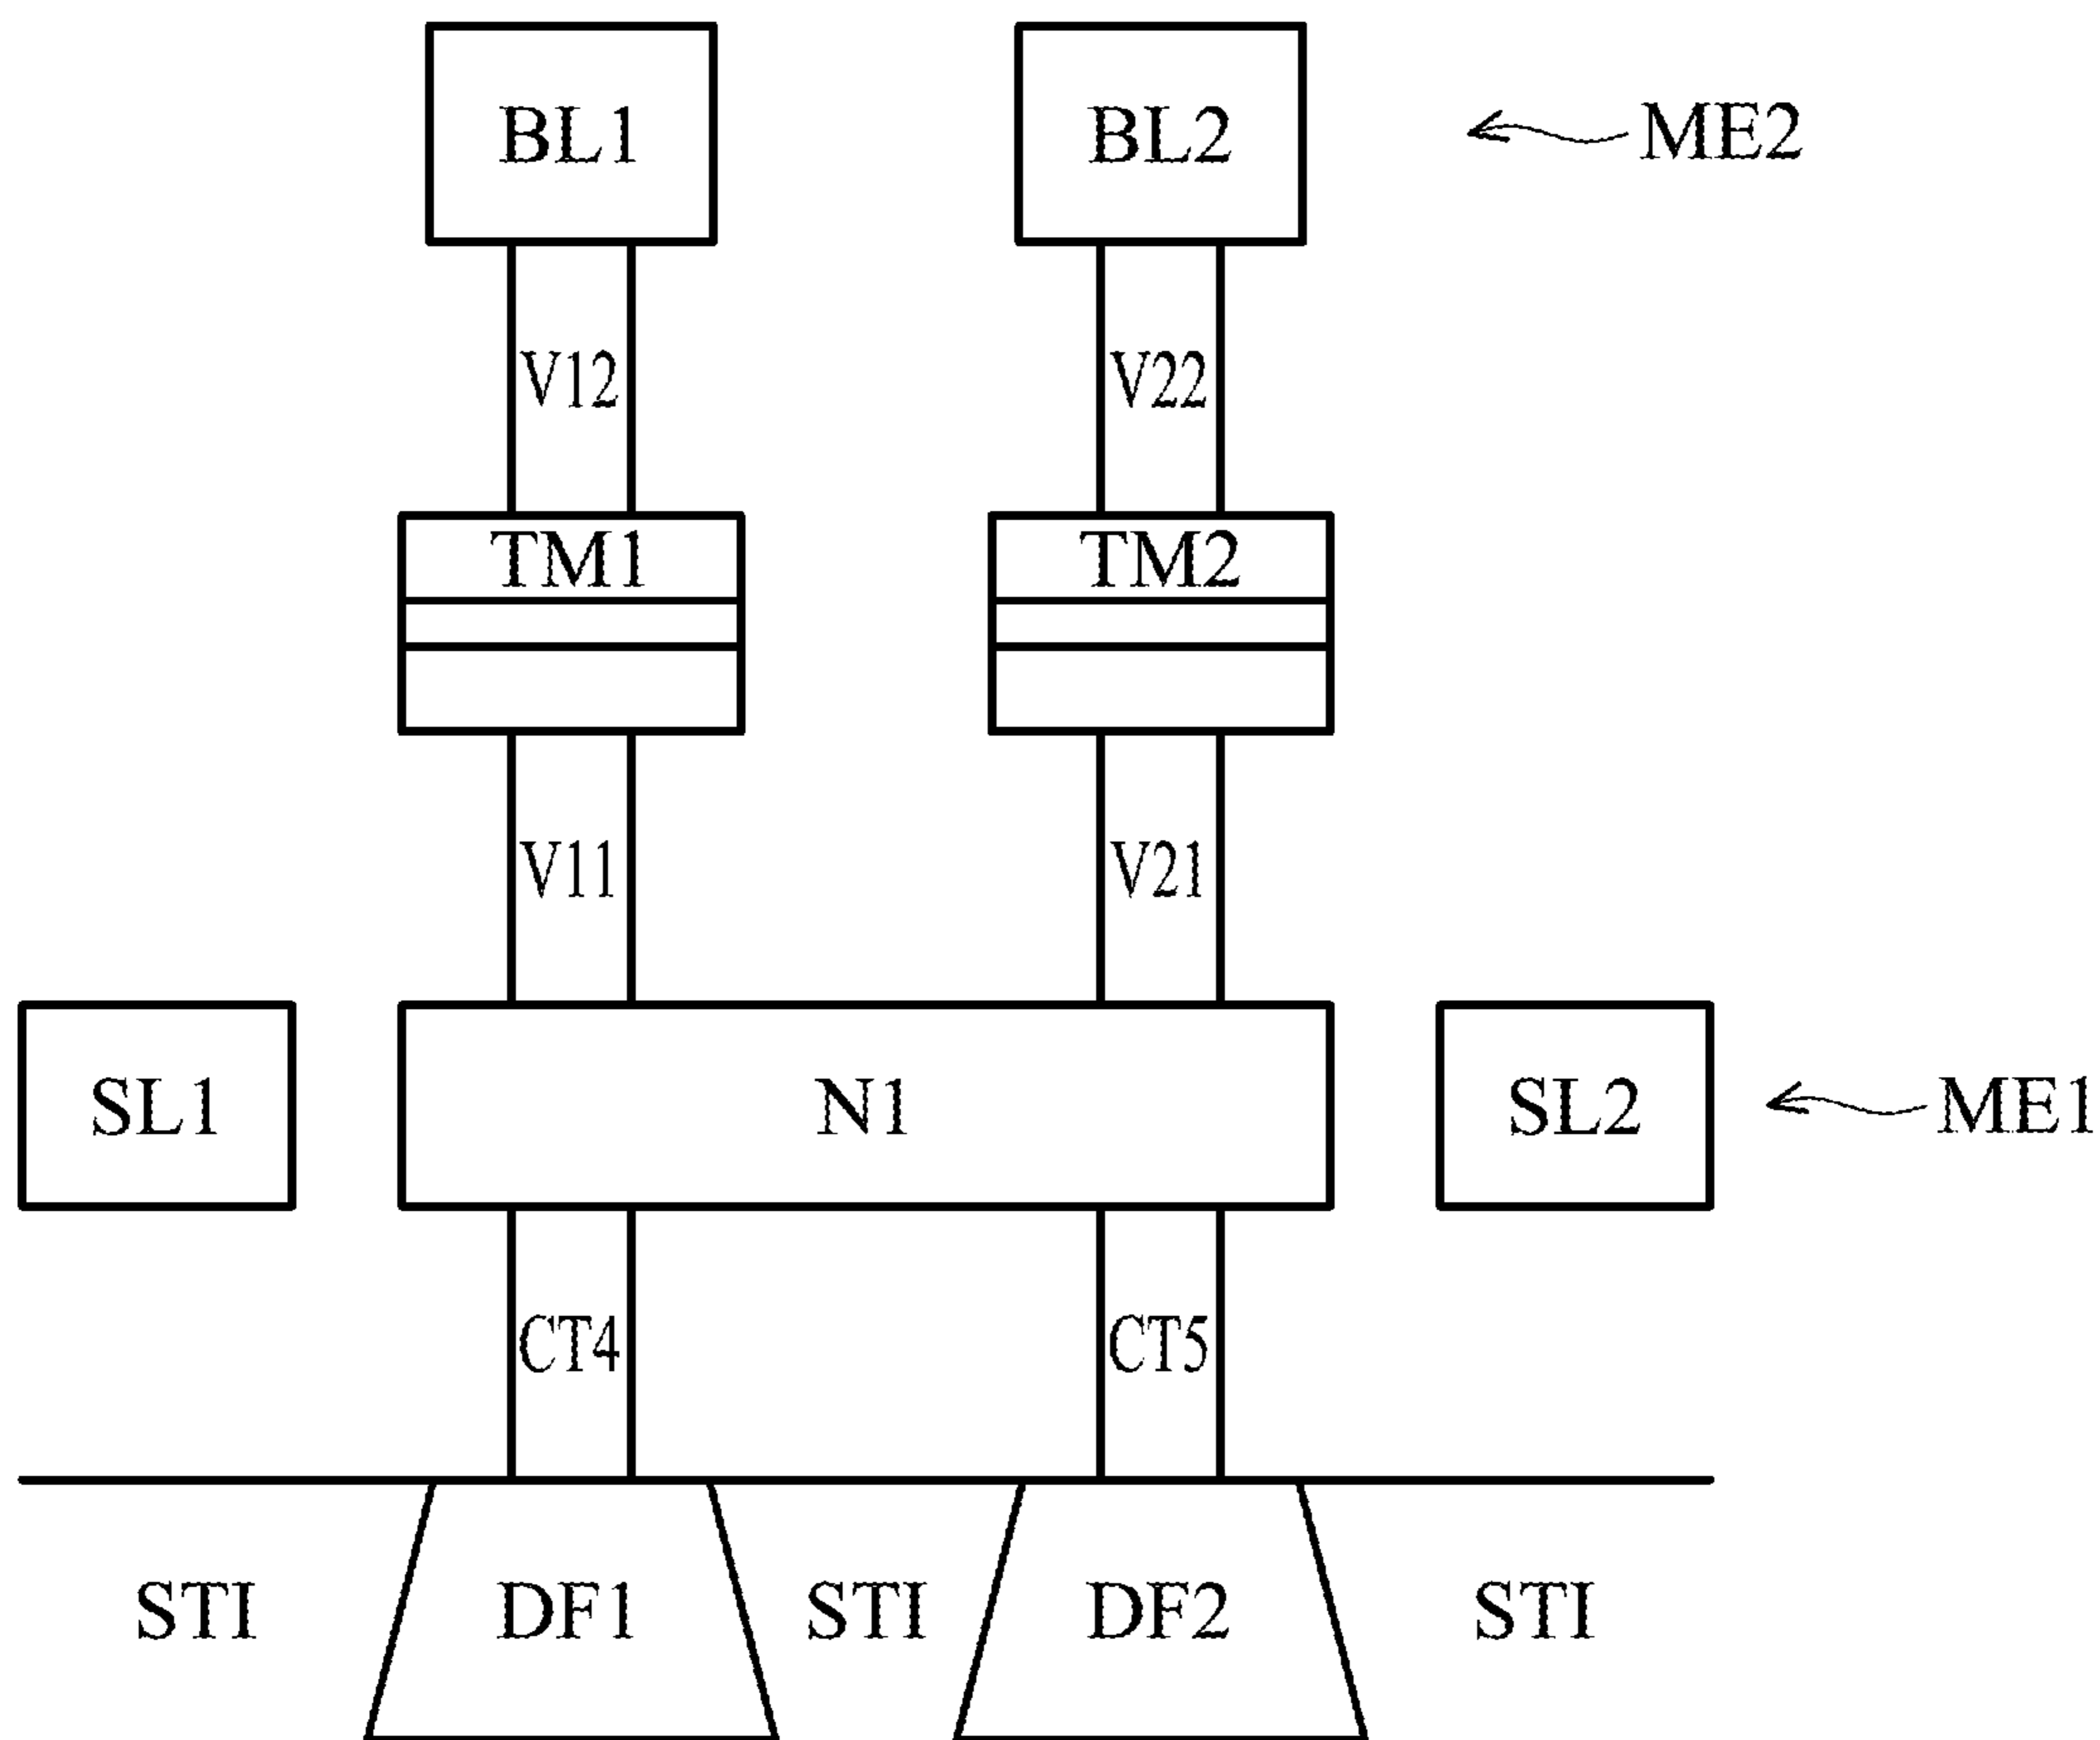 BL1 BL2 ME2
V12 V22
TM1 TM2
V11 V21
SL1 N1 SL2 ME1
CT4 CT5
STI DF1 STI DF2 STI